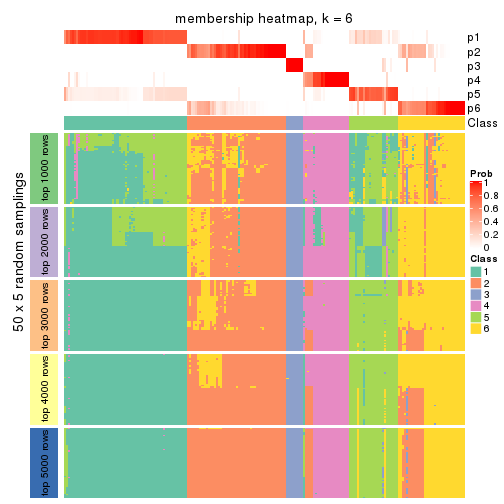 membership heatmap, k = 6
p1
p2
p3
p4
p5
p6
Class
50 x 5 random samplings
top 1000 rows
top 2000 rows
top 3000 rows
top 4000 rows
top 5000 rows
Prob
1
0.8
0.6
0.4
0.2
0
Class
1
2
3
4
5
6